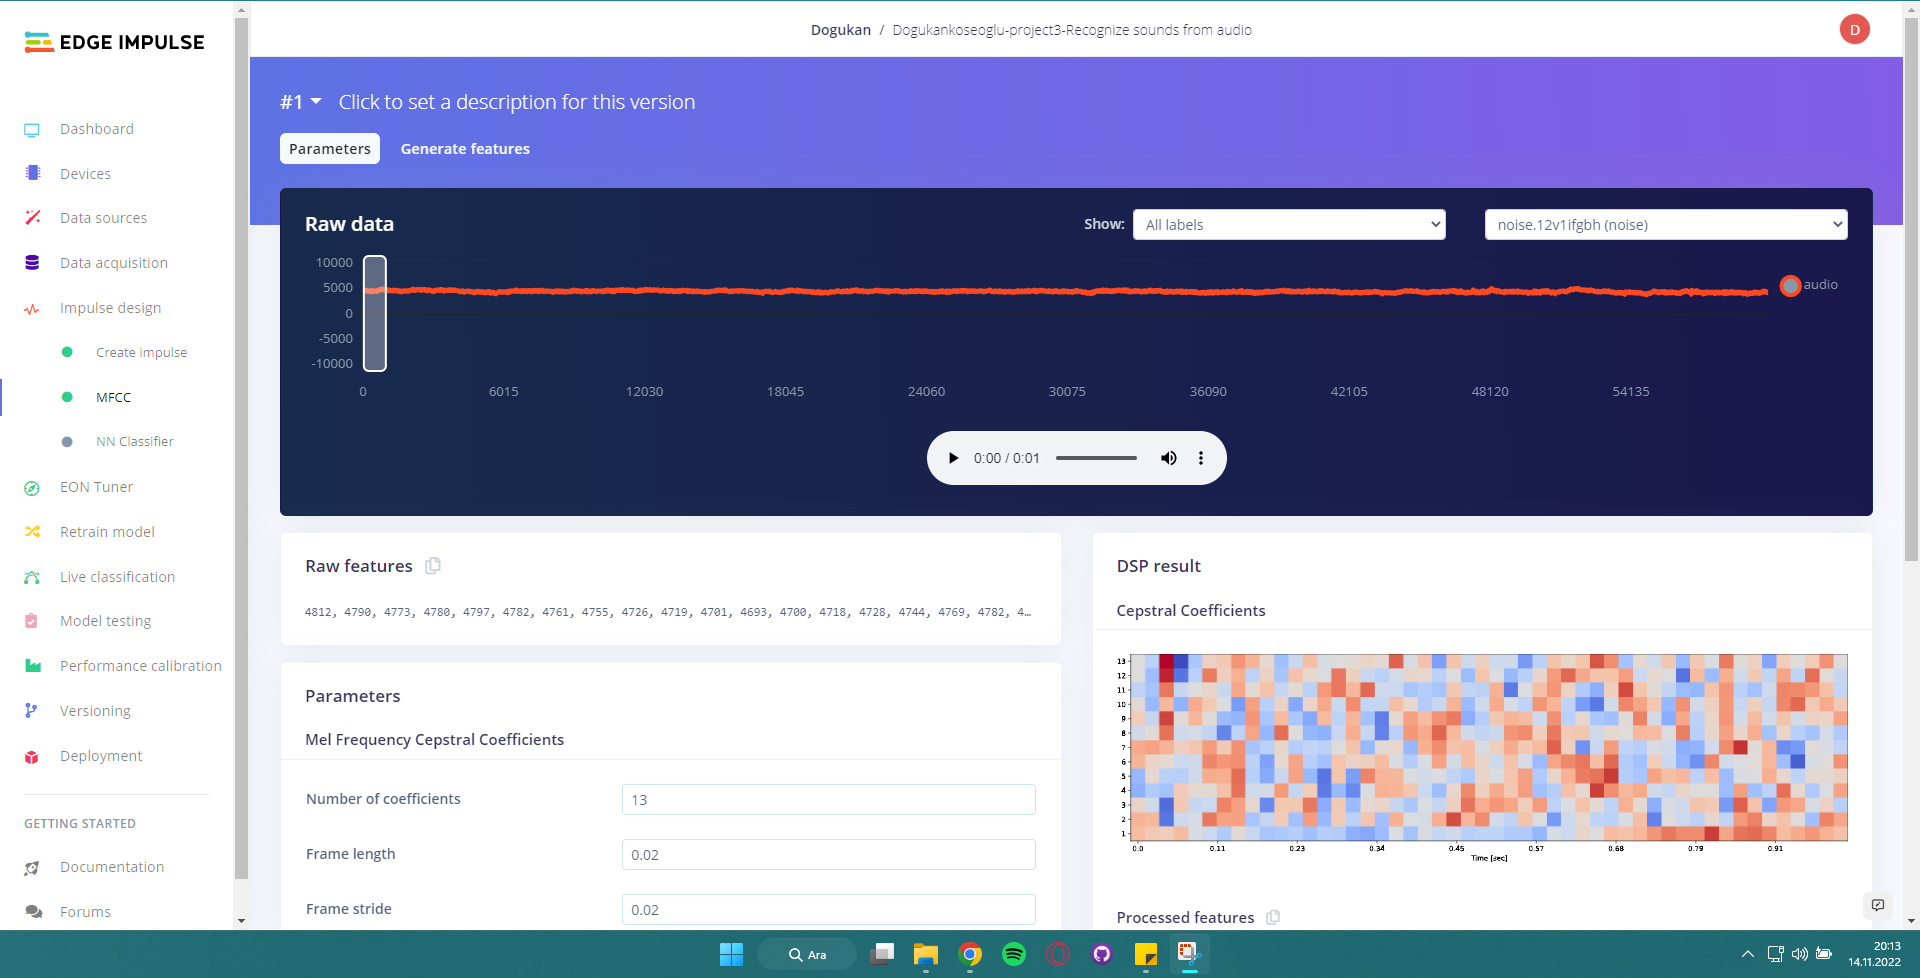 EDGE IMPULSE
Dashboard
Devices
Data sources
Data acquisition
Impulse design
Create impulse
MFCC
NN Classifier
EON Tuner
Retrain model
Live classification
Model testing
Performance calibration
Versioning
Deployment
GETTING STARTED
Documentation
Forums
Dogukan / Dogukankoseoglu-project3-Recognize sounds from audio
D
#1 Click to set a description for this version
Parameters Generate features
Raw data
Show: All labels noise.12v1ifgbh (noise)
10000
5000
0
-5000
-10000
audio
0 6015 12030 18045 24060 30075 36090 42105 48120 54135
0:00 / 0:01
Raw features
4812, 4790, 4773, 4780, 4797, 4782, 4761, 4755, 4726, 4719, 4701, 4693, 4700, 4718, 4728, 4744, 4769, 4782, 4…
Parameters
Mel Frequency Cepstral Coefficients
Number of coefficients 13
Frame length 0.02
Frame stride 0.02
DSP result
Cepstral Coefficients
13
12
11
10
9
8
7
6
5
4
3
2
1
0.0 0.11 0.23 0.34 0.45 0.57 0.68 0.79 0.91
Time [sec]
Processed features
Ara
20:13
14.11.2022